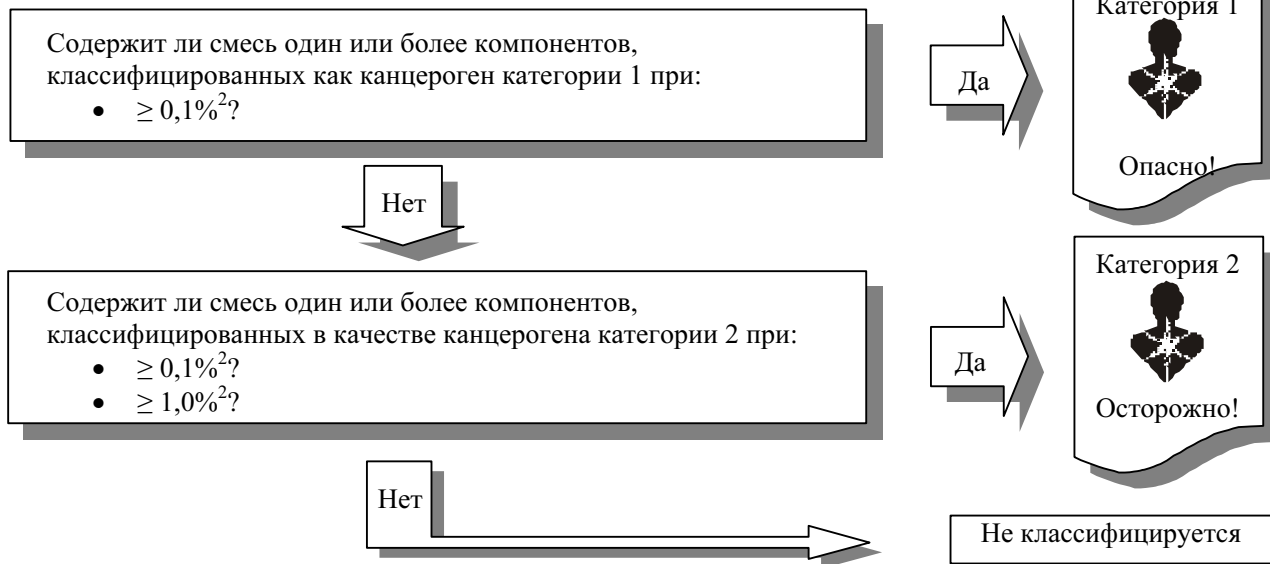 Содержит ли смесь один или более компонентов,
классифицированных как канцероген категории 1 при:
• ≥ 0,1%²?
Да
Категория 1
Опасно!
Нет
Содержит ли смесь один или более компонентов,
классифицированных в качестве канцерогена категории 2 при:
• ≥ 0,1%²?
• ≥ 1,0%²?
Да
Категория 2
Осторожно!
Нет
Не классифицируется